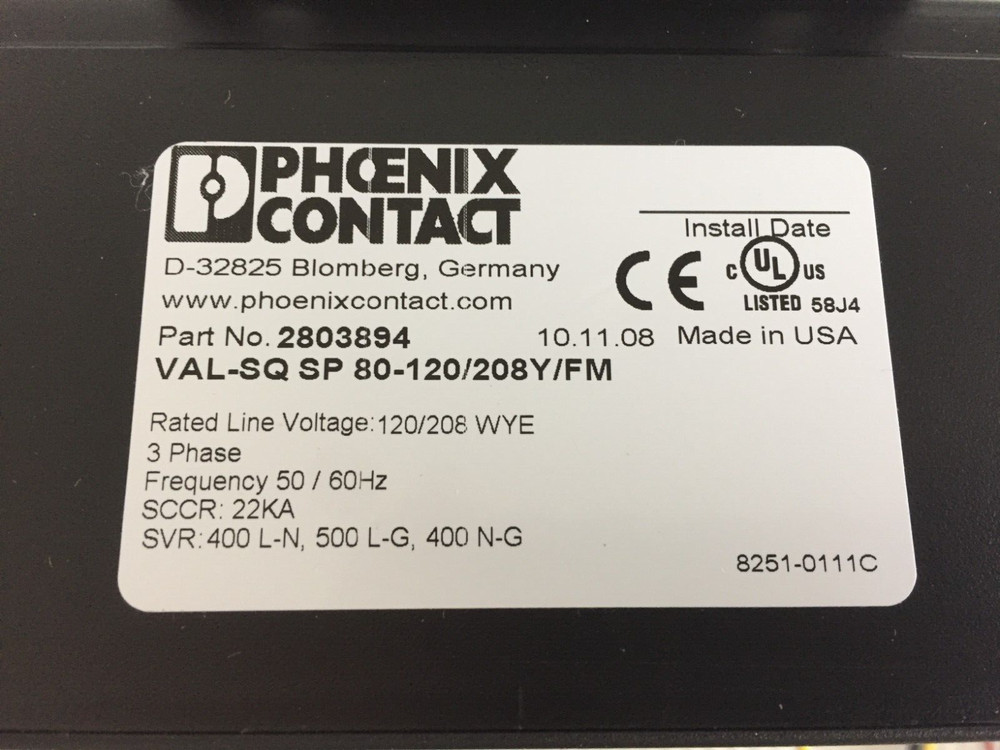 PHŒNIX
CONTACT
D-32825 Blomberg, Germany
www.phoenixcontact.com
Install Date
CE c UL US
LISTED 58J4
Part No. 2803894 10.11.08 Made in USA
VAL-SQ SP 80-120/208Y/FM
Rated Line Voltage: 120/208 WYE
3 Phase
Frequency 50 / 60Hz
SCCR: 22KA
SVR: 400 L-N, 500 L-G, 400 N-G
8251-0111C